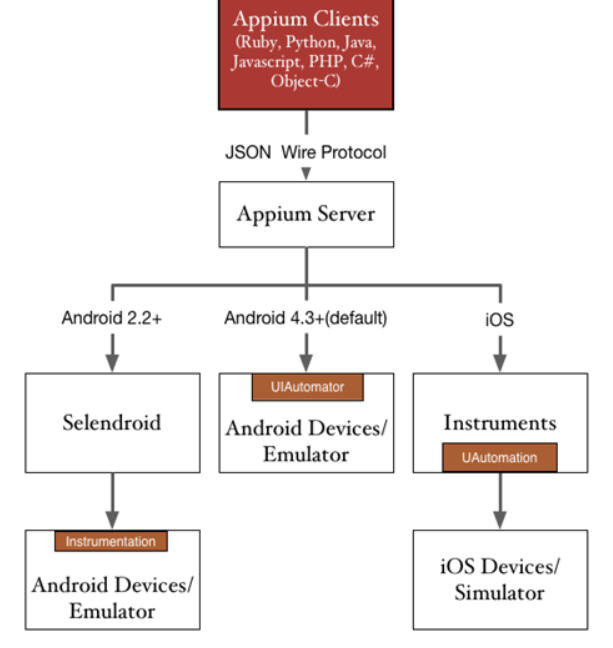 Appium Clients
(Ruby, Python, Java,
Javascript, PHP, C#,
Object-C)
JSON Wire Protocol
Appium Server
Android 2.2+
Android 4.3+(default)
iOS
Selendroid
UIAutomator
Android Devices/
Emulator
Instruments
UAutomation
Instrumentation
Android Devices/
Emulator
iOS Devices/
Simulator